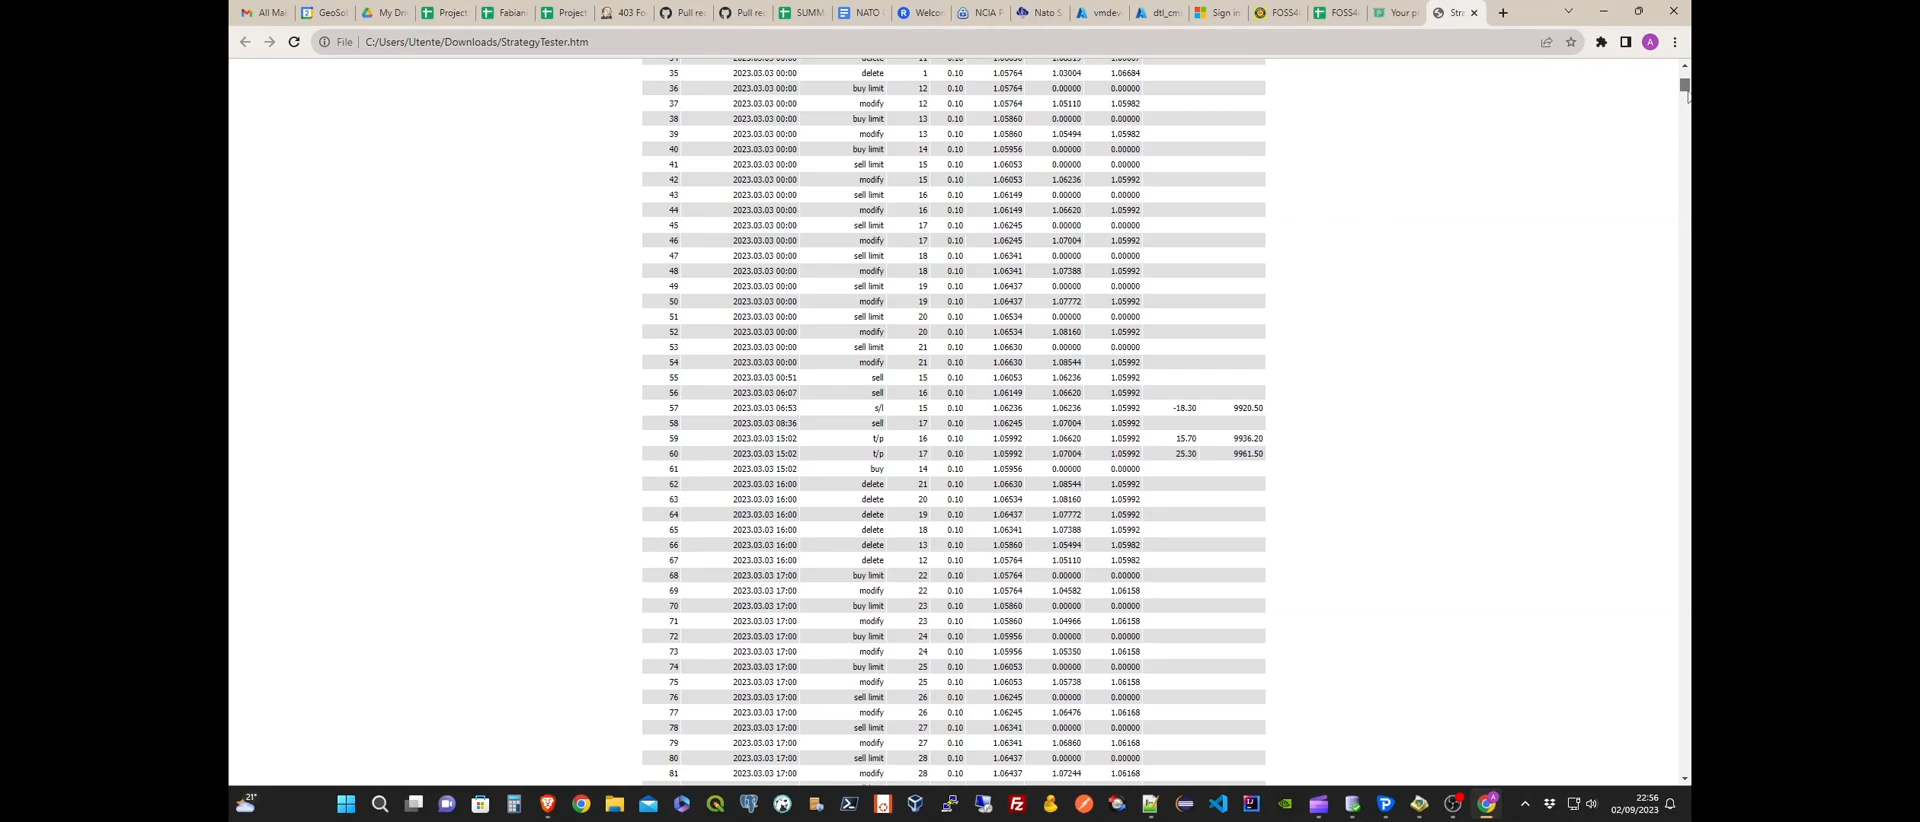 All Mai GeoSol My Driv Project Fabian Project 403 Fo Pull re Pull re SUMM NATO Welcor NCIA P Nato S vmdev dtl_cm Sign in FOSS4 FOSS4 Your p Stra
File C:/Users/Utente/Downloads/StrategyTester.htm
35 2023.03.03 00:00 delete 1 0.10 1.05764 1.03004 1.06684
36 2023.03.03 00:00 buy limit 12 0.10 1.05764 0.00000 0.00000
37 2023.03.03 00:00 modify 12 0.10 1.05764 1.05110 1.05982
38 2023.03.03 00:00 buy limit 13 0.10 1.05860 0.00000 0.00000
39 2023.03.03 00:00 modify 13 0.10 1.05860 1.05494 1.05982
40 2023.03.03 00:00 buy limit 14 0.10 1.05956 0.00000 0.00000
41 2023.03.03 00:00 sell limit 15 0.10 1.06053 0.00000 0.00000
42 2023.03.03 00:00 modify 15 0.10 1.06053 1.06236 1.05992
43 2023.03.03 00:00 sell limit 16 0.10 1.06149 0.00000 0.00000
44 2023.03.03 00:00 modify 16 0.10 1.06149 1.06620 1.05992
45 2023.03.03 00:00 sell limit 17 0.10 1.06245 0.00000 0.00000
46 2023.03.03 00:00 modify 17 0.10 1.06245 1.07004 1.05992
47 2023.03.03 00:00 sell limit 18 0.10 1.06341 0.00000 0.00000
48 2023.03.03 00:00 modify 18 0.10 1.06341 1.07388 1.05992
49 2023.03.03 00:00 sell limit 19 0.10 1.06437 0.00000 0.00000
50 2023.03.03 00:00 modify 19 0.10 1.06437 1.07772 1.05992
51 2023.03.03 00:00 sell limit 20 0.10 1.06534 0.00000 0.00000
52 2023.03.03 00:00 modify 20 0.10 1.06534 1.08160 1.05992
53 2023.03.03 00:00 sell limit 21 0.10 1.06630 0.00000 0.00000
54 2023.03.03 00:00 modify 21 0.10 1.06630 1.08544 1.05992
55 2023.03.03 00:51 sell 15 0.10 1.06053 1.06236 1.05992
56 2023.03.03 06:07 sell 16 0.10 1.06149 1.06620 1.05992
57 2023.03.03 06:53 s/l 15 0.10 1.06236 1.06236 1.05992 -18.30 9920.50
58 2023.03.03 08:36 sell 17 0.10 1.06245 1.07004 1.05992
59 2023.03.03 15:02 t/p 16 0.10 1.05992 1.06620 1.05992 15.70 9936.20
60 2023.03.03 15:02 t/p 17 0.10 1.05992 1.07004 1.05992 25.30 9961.50
61 2023.03.03 15:02 buy 14 0.10 1.05956 0.00000 0.00000
62 2023.03.03 16:00 delete 21 0.10 1.06630 1.08544 1.05992
63 2023.03.03 16:00 delete 20 0.10 1.06534 1.08160 1.05992
64 2023.03.03 16:00 delete 19 0.10 1.06437 1.07772 1.05992
65 2023.03.03 16:00 delete 18 0.10 1.06341 1.07388 1.05992
66 2023.03.03 16:00 delete 13 0.10 1.05860 1.05494 1.05982
67 2023.03.03 16:00 delete 12 0.10 1.05764 1.05110 1.05982
68 2023.03.03 17:00 buy limit 22 0.10 1.05764 0.00000 0.00000
69 2023.03.03 17:00 modify 22 0.10 1.05764 1.04582 1.06158
70 2023.03.03 17:00 buy limit 23 0.10 1.05860 0.00000 0.00000
71 2023.03.03 17:00 modify 23 0.10 1.05860 1.04966 1.06158
72 2023.03.03 17:00 buy limit 24 0.10 1.05956 0.00000 0.00000
73 2023.03.03 17:00 modify 24 0.10 1.05956 1.05350 1.06158
74 2023.03.03 17:00 buy limit 25 0.10 1.06053 0.00000 0.00000
75 2023.03.03 17:00 modify 25 0.10 1.06053 1.05738 1.06158
76 2023.03.03 17:00 sell limit 26 0.10 1.06245 0.00000 0.00000
77 2023.03.03 17:00 modify 26 0.10 1.06245 1.06476 1.06168
78 2023.03.03 17:00 sell limit 27 0.10 1.06341 0.00000 0.00000
79 2023.03.03 17:00 modify 27 0.10 1.06341 1.06860 1.06168
80 2023.03.03 17:00 sell limit 28 0.10 1.06437 0.00000 0.00000
81 2023.03.03 17:00 modify 28 0.10 1.06437 1.07244 1.06168
21°
22:56
02/09/2023